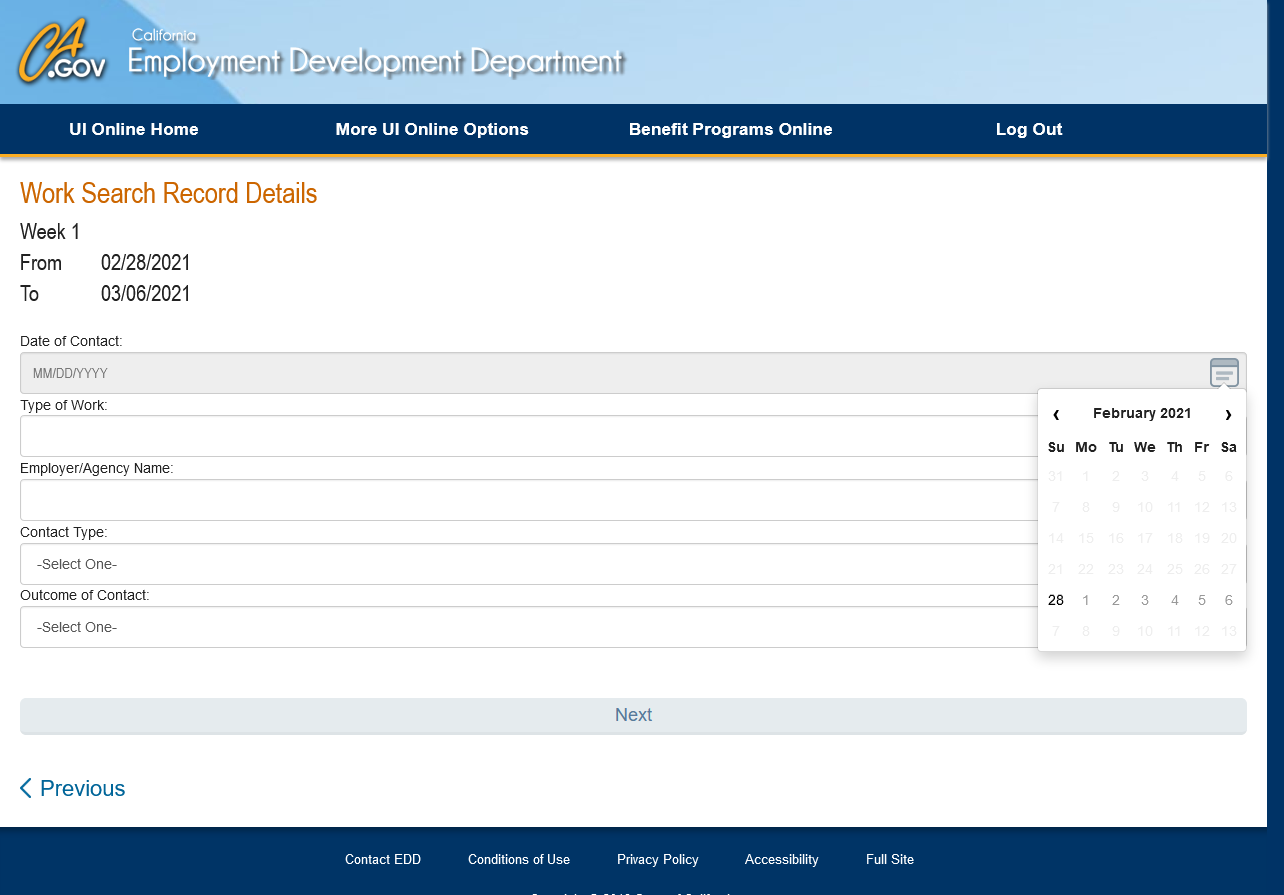 CA.GOV
California
Employment Development Department
UI Online Home More UI Online Options Benefit Programs Online Log Out
Work Search Record Details
Week 1
From 02/28/2021
To 03/06/2021
Date of Contact:
MM/DD/YYYY
Type of Work:
Employer/Agency Name:
Contact Type:
-Select One-
Outcome of Contact:
-Select One-
‹ February 2021 ›
Su Mo Tu We Th Fr Sa
31 1 2 3 4 5 6
7 8 9 10 11 12 13
14 15 16 17 18 19 20
21 22 23 24 25 26 27
28 1 2 3 4 5 6
7 8 9 10 11 12 13
Next
Previous
Contact EDD Conditions of Use Privacy Policy Accessibility Full Site